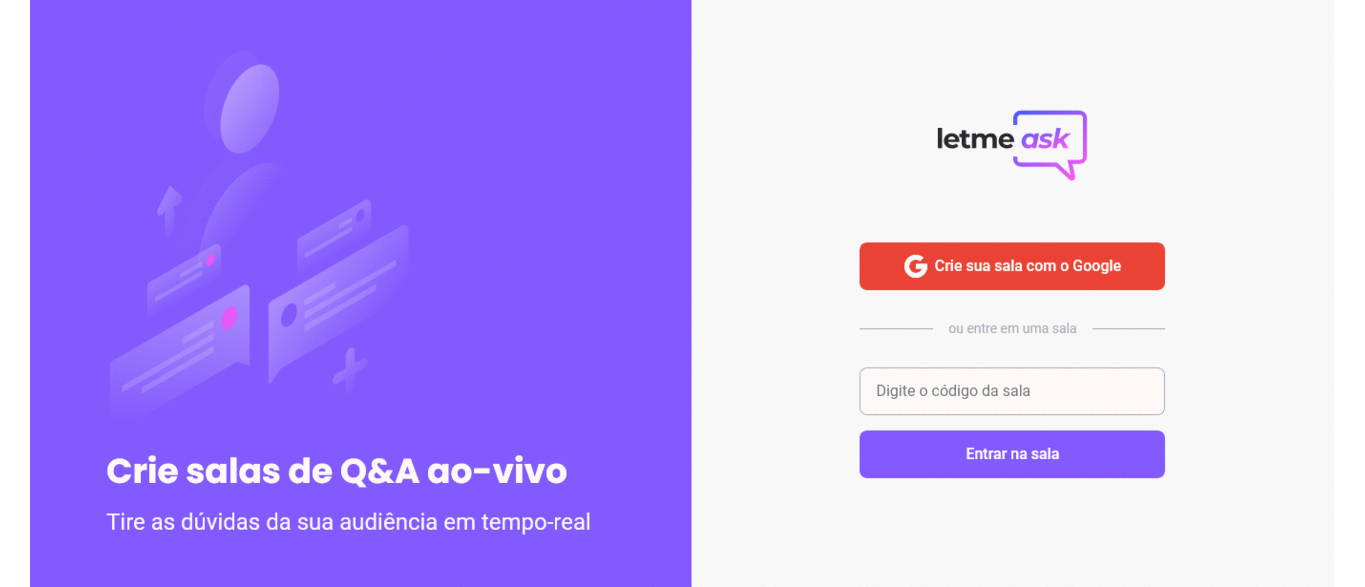 Crie salas de Q&A ao-vivo
Tire as dúvidas da sua audiência em tempo-real
letme ask
Crie sua sala com o Google
ou entre em uma sala
Digite o código da sala
Entrar na sala